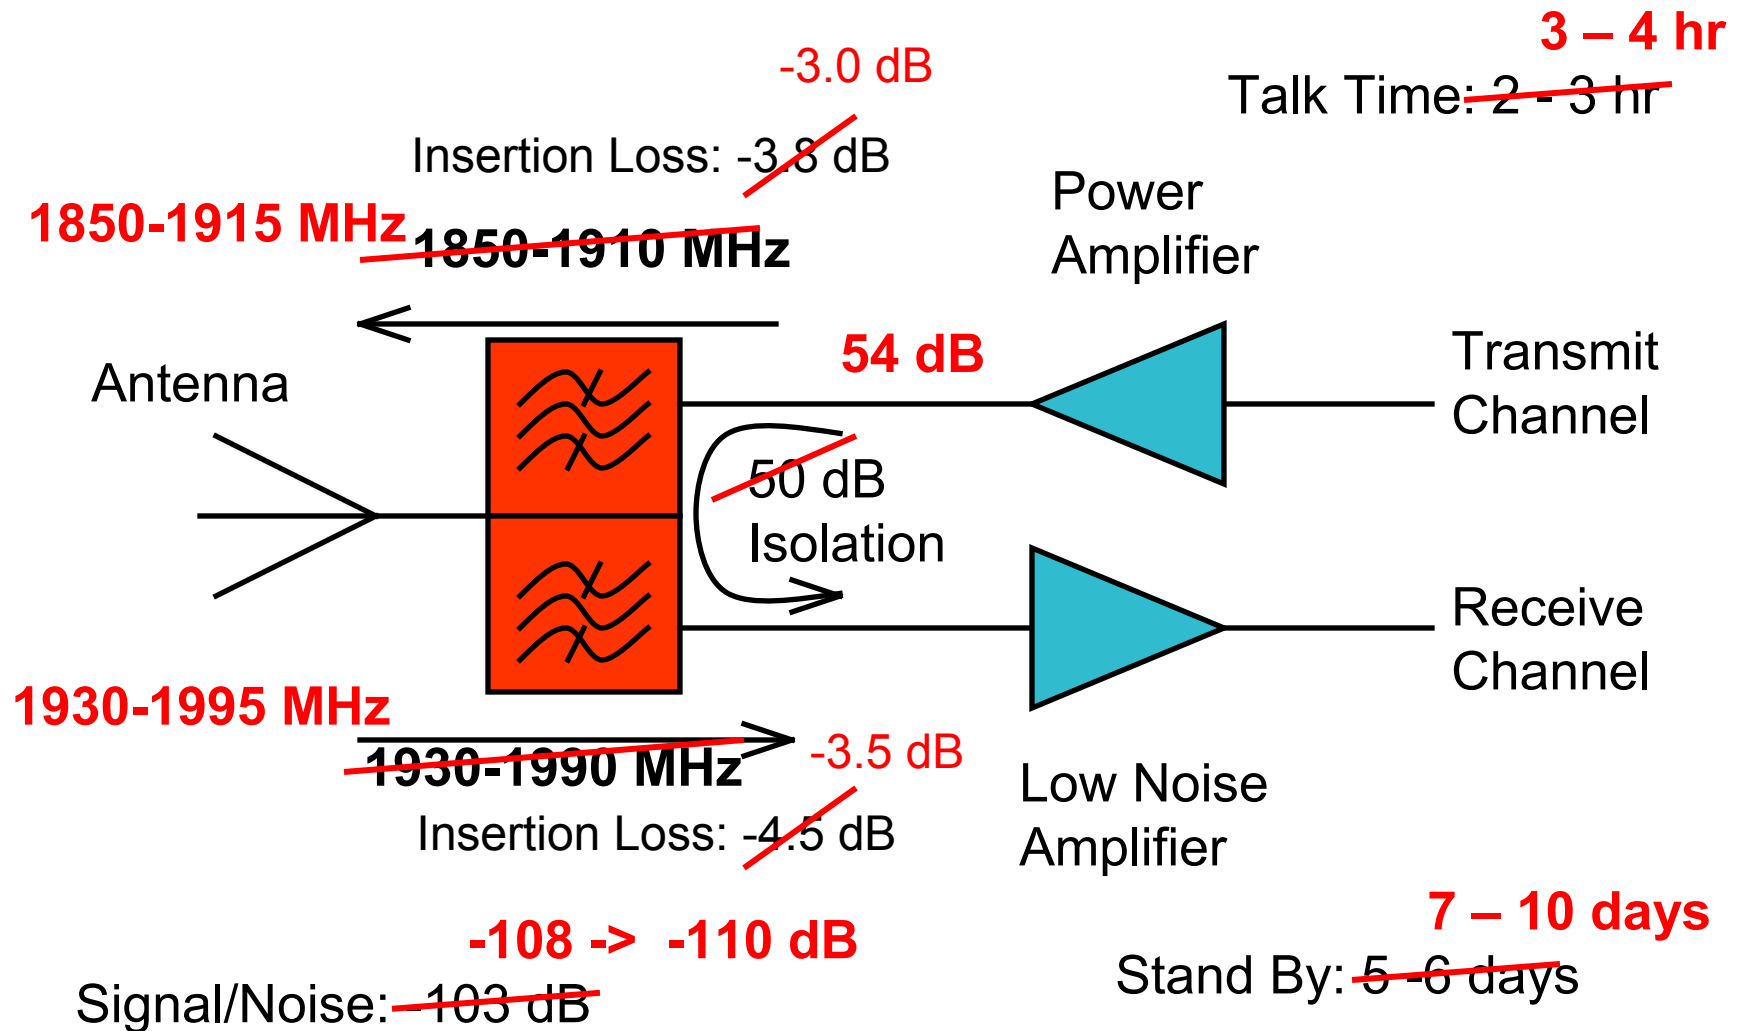 3 – 4 hr
-3.0 dB
Talk Time: 2 - 3 hr
Insertion Loss: -3.8 dB
Power
Amplifier
1850-1915 MHz
1850-1910 MHz
54 dB
Transmit
Channel
Antenna
50 dB
Isolation
Receive
Channel
1930-1995 MHz
1930-1990 MHz
-3.5 dB
Low Noise
Amplifier
Insertion Loss: -4.5 dB
7 – 10 days
-108 -> -110 dB
Stand By: 5 -6 days
Signal/Noise: -103 dB